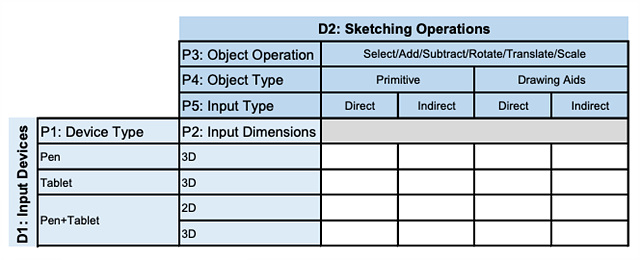 D2: Sketching Operations
P3: Object Operation Select/Add/Subtract/Rotate/Translate/Scale
P4: Object Type Primitive Drawing Aids
P5: Input Type Direct Indirect Direct Indirect
D1: Input Devices
P1: Device Type P2: Input Dimensions
Pen 3D
Tablet 3D
Pen+Tablet 2D
3D